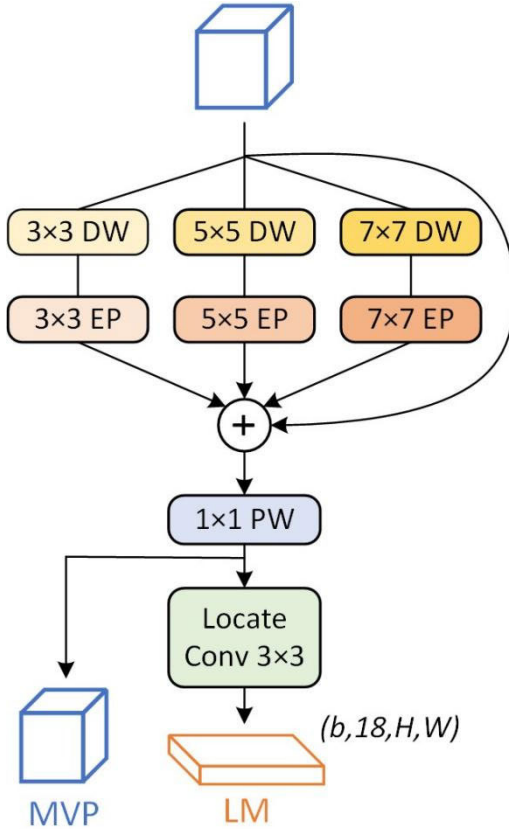 3×3 DW
5×5 DW
7×7 DW
3×3 EP
5×5 EP
7×7 EP
+
1×1 PW
Locate
Conv 3×3
(b,18,H,W)
MVP
LM